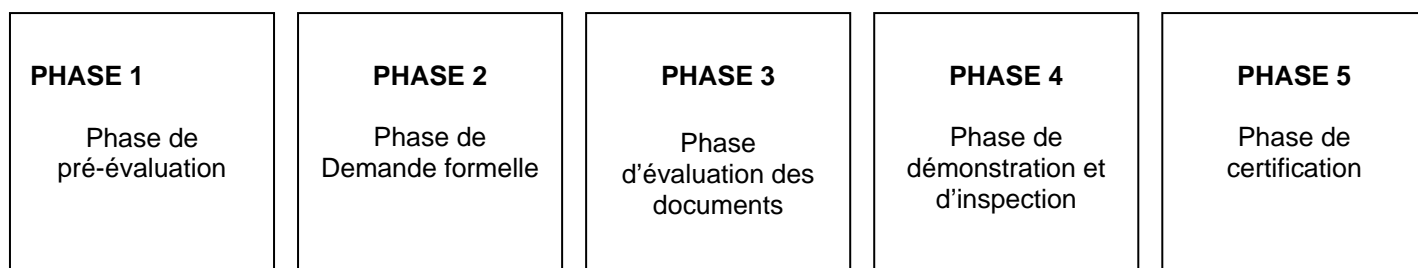 PHASE 1
Phase de
pré-évaluation
PHASE 2
Phase de
Demande formelle
PHASE 3
Phase
d’évaluation des
documents
PHASE 4
Phase de
démonstration et
d’inspection
PHASE 5
Phase de
certification